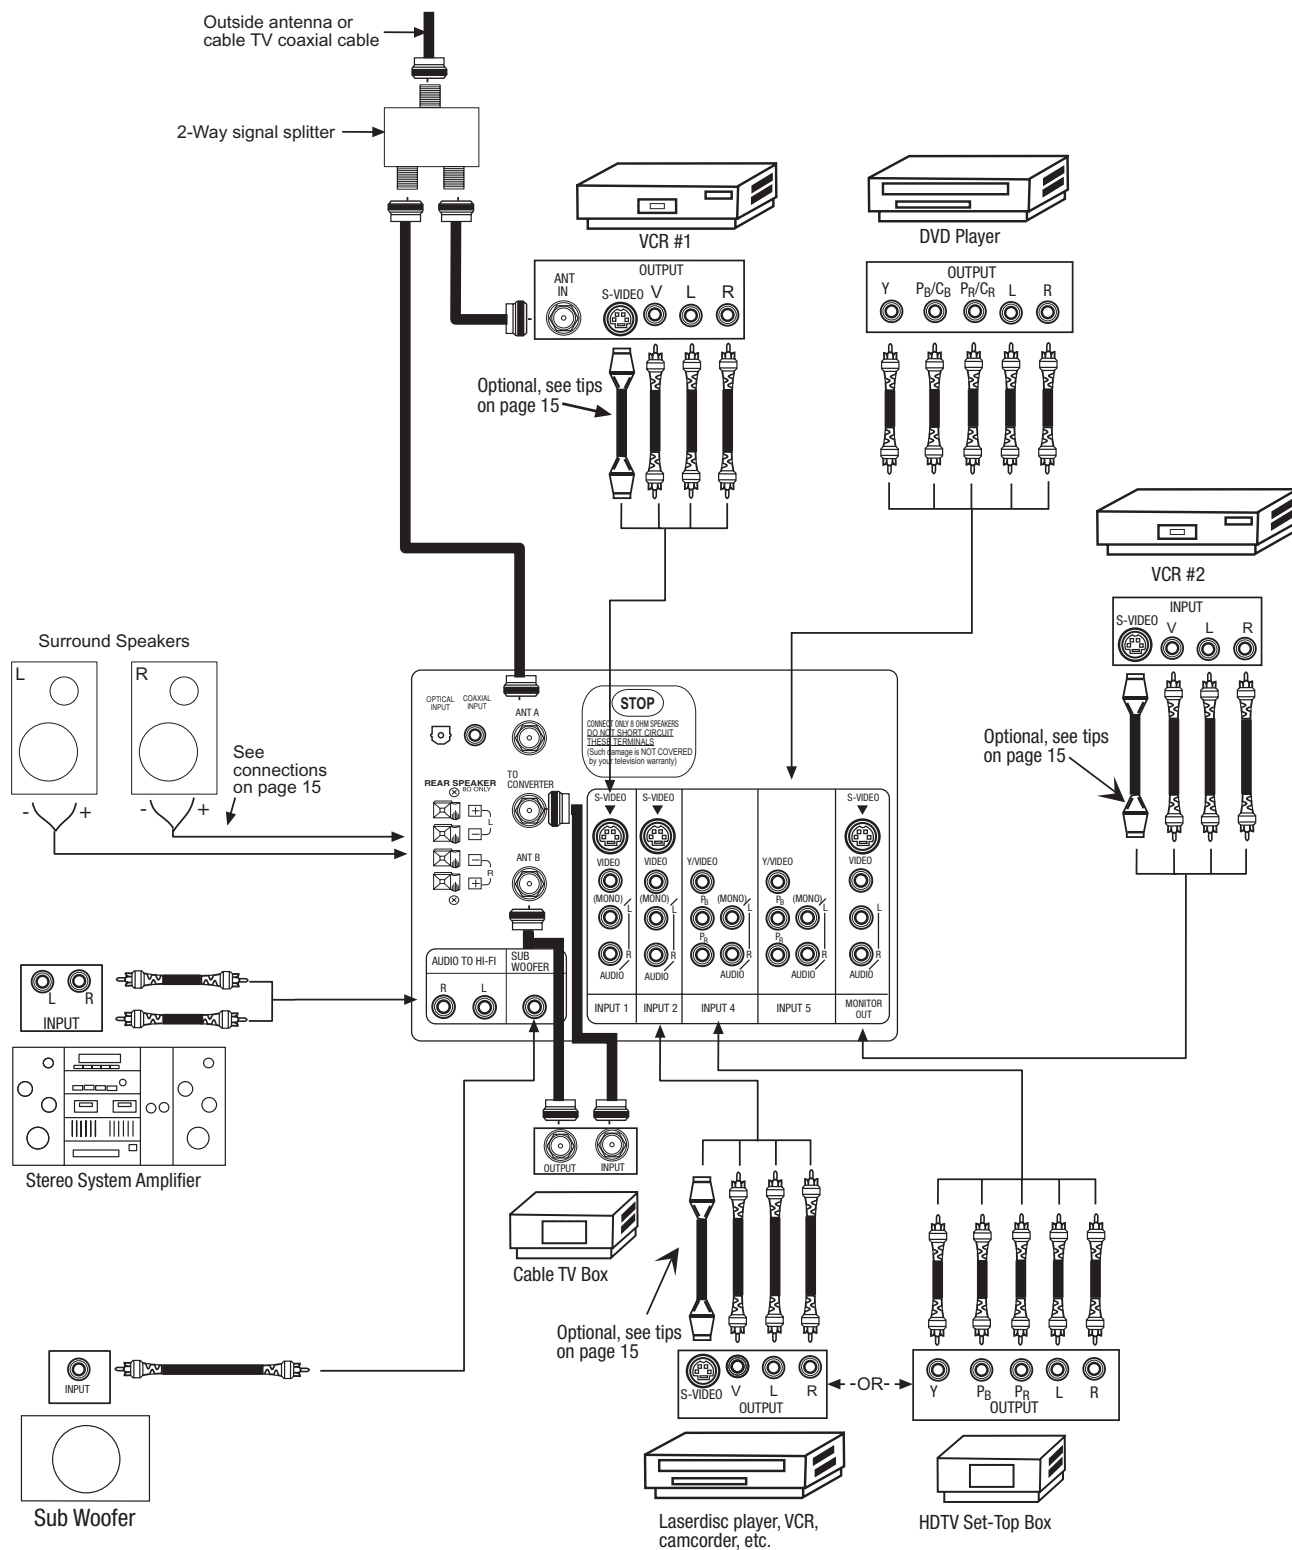 Outside antenna or
cable TV coaxial cable
2-Way signal splitter
VCR #1
OUTPUT
ANT
IN
S-VIDEO
V
L
R
DVD Player
OUTPUT
Y
PB/CB
PR/CR
L
R
Optional, see tips
on page 15
VCR #2
INPUT
S-VIDEO
V
L
R
Optional, see tips
on page 15
Surround Speakers
L
R
- +
- +
See
connections
on page 15
OPTICAL
INPUT
COAXIAL
INPUT
ANT A
STOP
CONNECT ONLY 8 OHM SPEAKERS
DO NOT SHORT CIRCUIT
THESE TERMINALS
(Such damage is NOT COVERED
by your television warranty)
REAR SPEAKER
8Ω ONLY
+
-
L
-
+
R
TO
CONVERTER
ANT B
S-VIDEO
VIDEO
(MONO)
L
R
AUDIO
INPUT 1
S-VIDEO
VIDEO
(MONO)
L
R
AUDIO
INPUT 2
Y/VIDEO
PB
PR
(MONO)
L
R
AUDIO
INPUT 4
Y/VIDEO
PB
PR
(MONO)
L
R
AUDIO
INPUT 5
S-VIDEO
VIDEO
L
R
AUDIO
MONITOR
OUT
AUDIO TO HI-FI
R
L
SUB
WOOFER
L
R
INPUT
Stereo System Amplifier
OUTPUT
INPUT
Cable TV Box
INPUT
Sub Woofer
Optional, see tips
on page 15
S-VIDEO
V
L
R
OUTPUT
-OR-
Y
PB
PR
L
R
OUTPUT
Laserdisc player, VCR,
camcorder, etc.
HDTV Set-Top Box